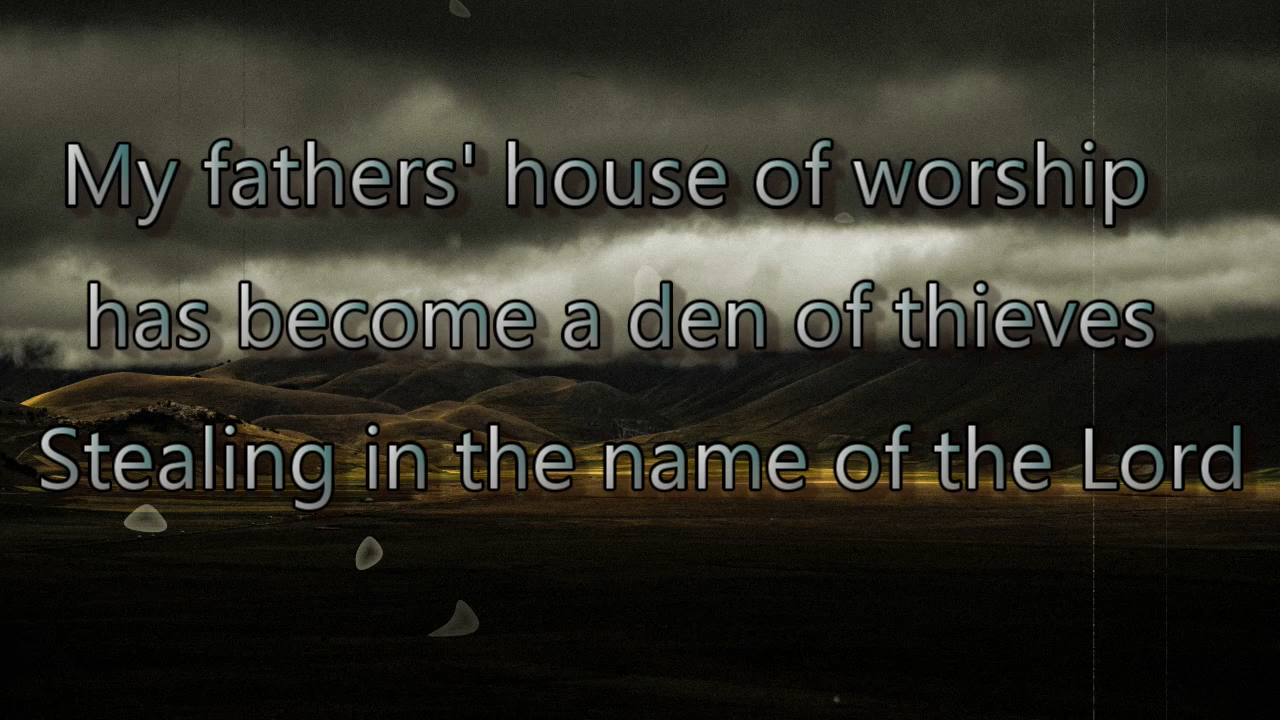 My fathers' house of worship
has become a den of thieves
Stealing in the name of the Lord